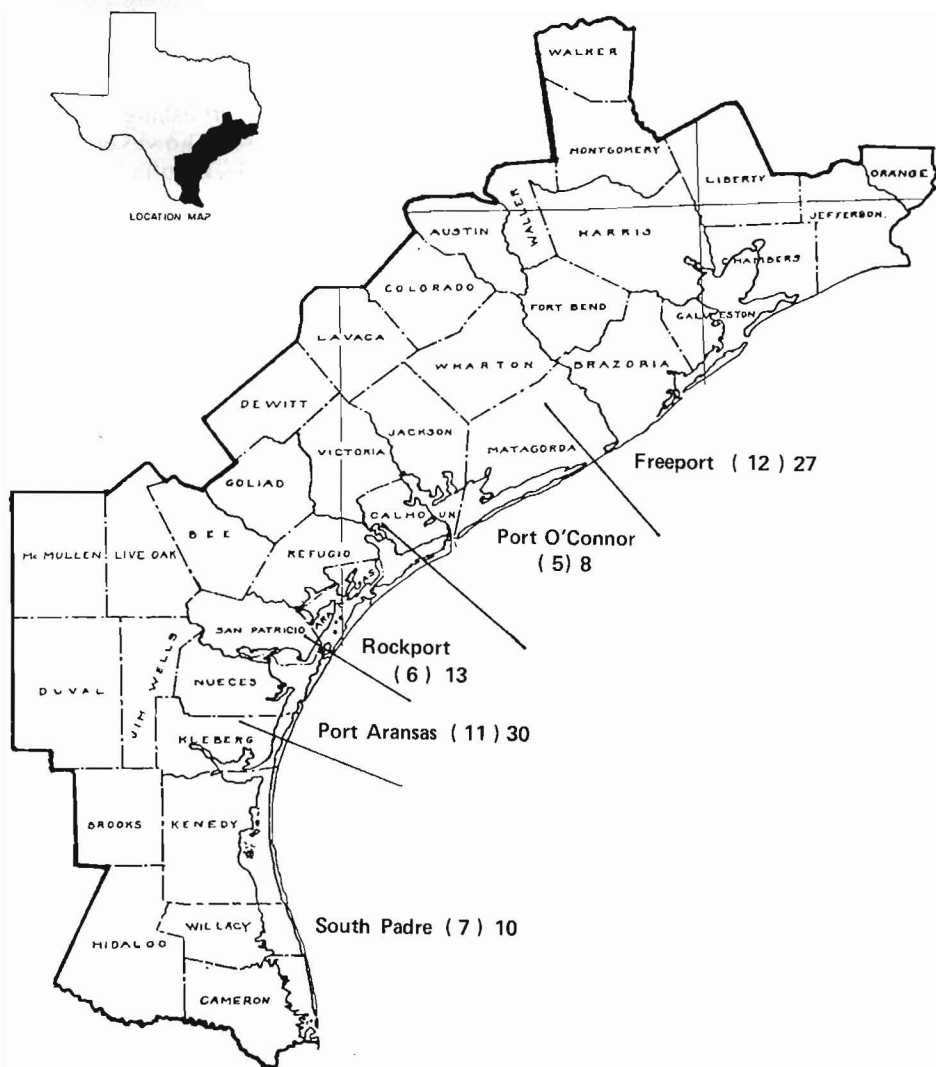 LOCATION MAP
WALKER
MONTGOMERY
LIBERTY
ORANGE
JEFFERSON
WALLER
HARRIS
CHAMBERS
AUSTIN
COLORADO
FORT BEND
GALVESTON
LAVACA
WHARTON
BRAZORIA
DEWITT
JACKSON
MATAGORDA
VICTORIA
GOLIAD
Freeport ( 12 ) 27
CALHOUN
BEE
Port O'Connor
(5) 8
McMULLEN
LIVE OAK
REFUGIO
ARANSAS
SAN PATRICIO
Rockport
(6) 13
JIM WELLS
NUECES
DUVAL
Port Aransas ( 11 ) 30
KLEBERG
BROOKS
KENEDY
South Padre ( 7 ) 10
WILLACY
HIDALGO
CAMERON